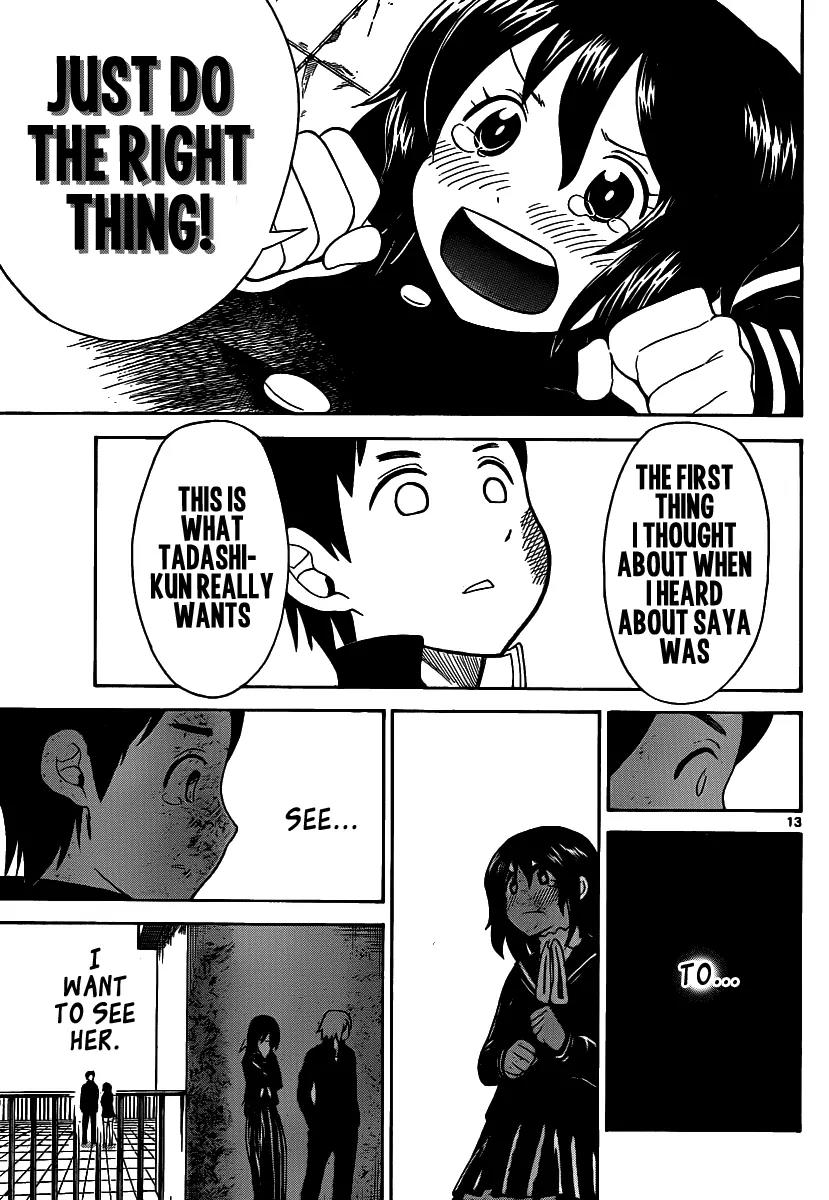 JUST DO
THE RIGHT
THING!
THE FIRST
THING
I THOUGHT
ABOUT WHEN
I HEARD
ABOUT SAYA
WAS
THIS IS
WHAT
TADASHI-
KUN REALLY
WANTS
13
TO...
SEE...
I
WANT
TO SEE
HER.